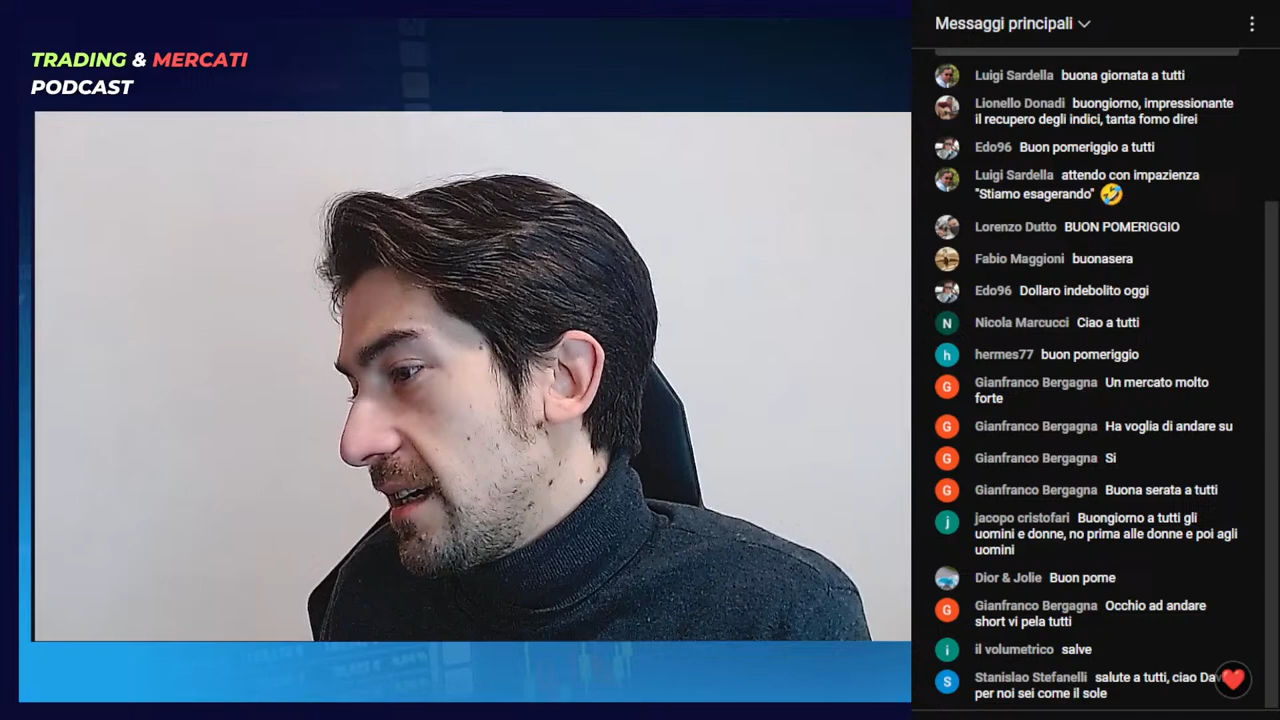 TRADING & MERCATI
PODCAST
Messaggi principali
Luigi Sardella buona giornata a tutti
Lionello Donadi buongiorno, impressionante
il recupero degli indici, tanta fomo direi
Edo96 Buon pomeriggio a tutti
Luigi Sardella attendo con impazienza
"Stiamo esagerando" 🤣
Lorenzo Dutto BUON POMERIGGIO
Fabio Maggioni buonasera
Edo96 Dollaro indebolito oggi
N Nicola Marcucci Ciao a tutti
h hermes77 buon pomeriggio
G Gianfranco Bergagna Un mercato molto
forte
G Gianfranco Bergagna Ha voglia di andare su
G Gianfranco Bergagna Si
G Gianfranco Bergagna Buona serata a tutti
j jacopo cristofari Buongiorno a tutti gli
uomini e donne, no prima alle donne e poi agli
uomini
Dior & Jolie Buon pome
G Gianfranco Bergagna Occhio ad andare
short vi pela tutti
i il volumetrico salve
S Stanislao Stefanelli salute a tutti, ciao
per noi sei come il sole